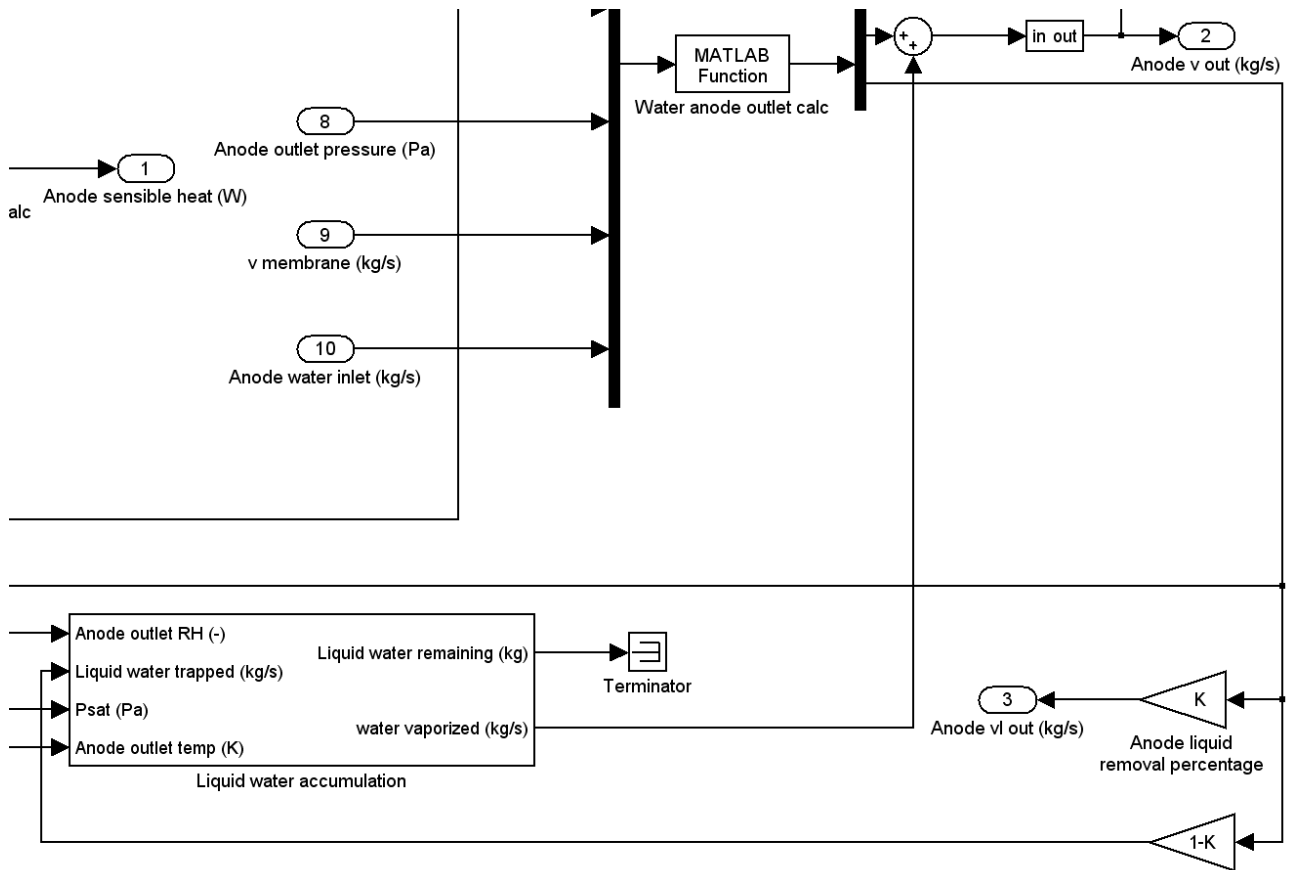 +
+
in out
2
Anode v out (kg/s)
MATLAB
Function
Water anode outlet calc
8
Anode outlet pressure (Pa)
1
Anode sensible heat (W)
alc
9
v membrane (kg/s)
10
Anode water inlet (kg/s)
Anode outlet RH (-)
Liquid water trapped (kg/s)
Psat (Pa)
Anode outlet temp (K)
Liquid water remaining (kg)
water vaporized (kg/s)
Liquid water accumulation
Terminator
3
Anode vl out (kg/s)
K
Anode liquid
removal percentage
1-K